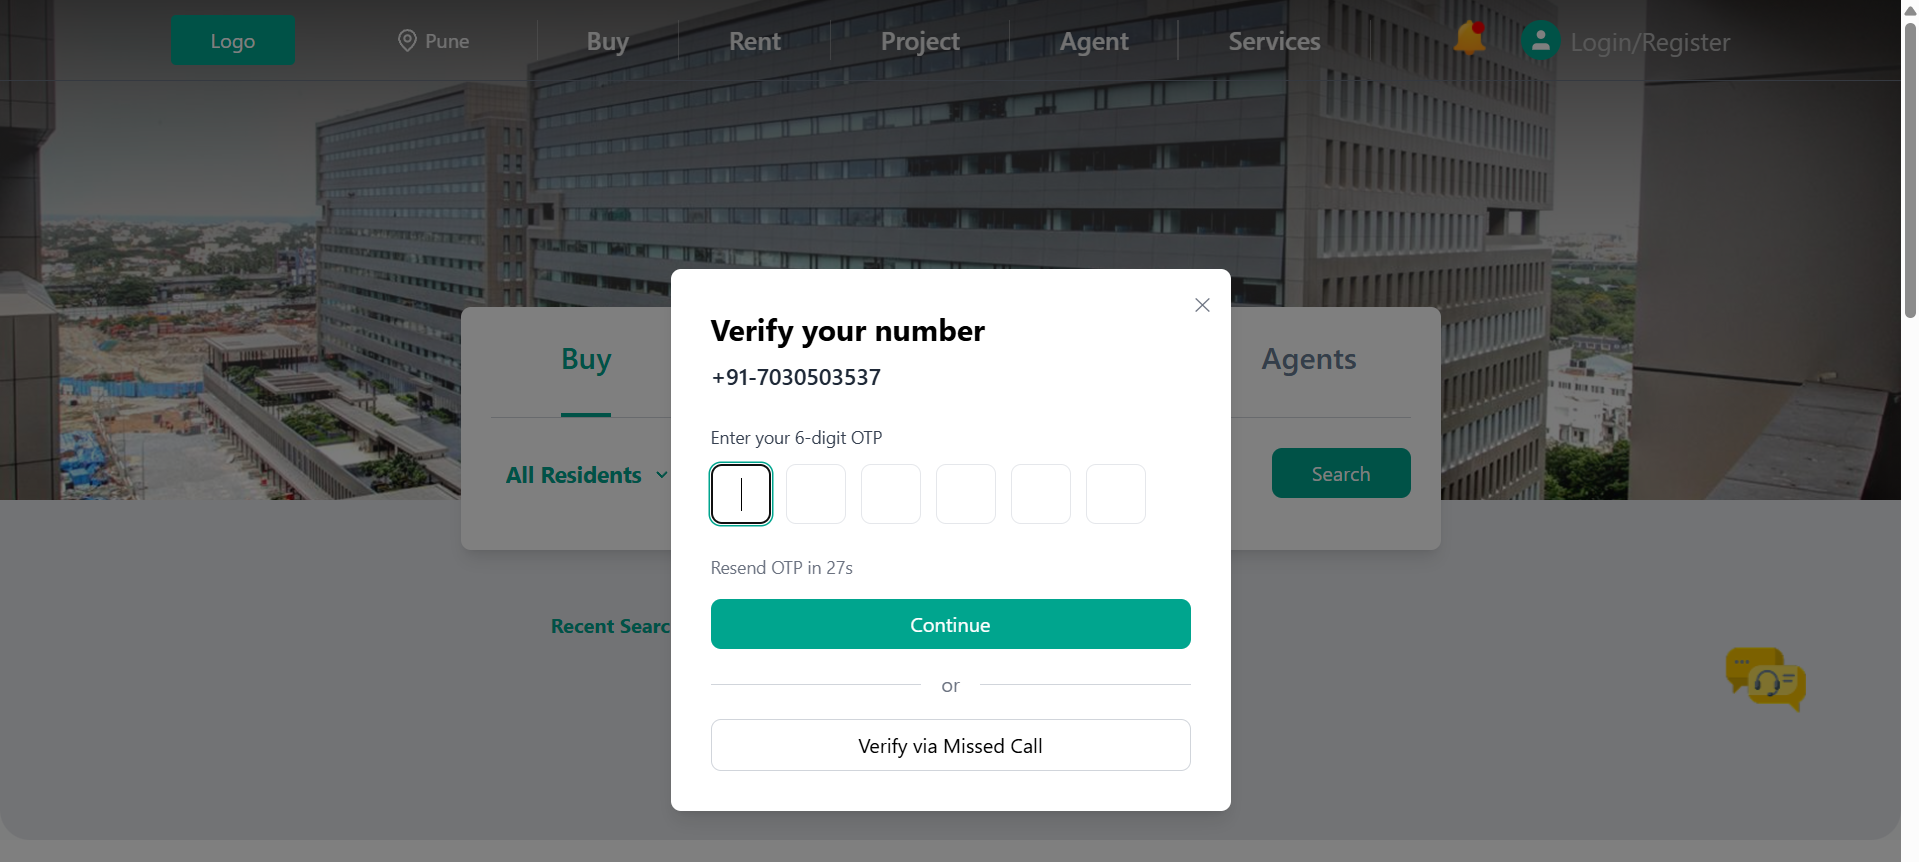 Logo
Pune
Buy
Rent
Project
Agent
Services
Login/Register
Verify your number
+91-7030503537
Buy
Agents
Enter your 6-digit OTP
All Residents
Search
Resend OTP in 27s
Continue
Recent Searc
or
Verify via Missed Call